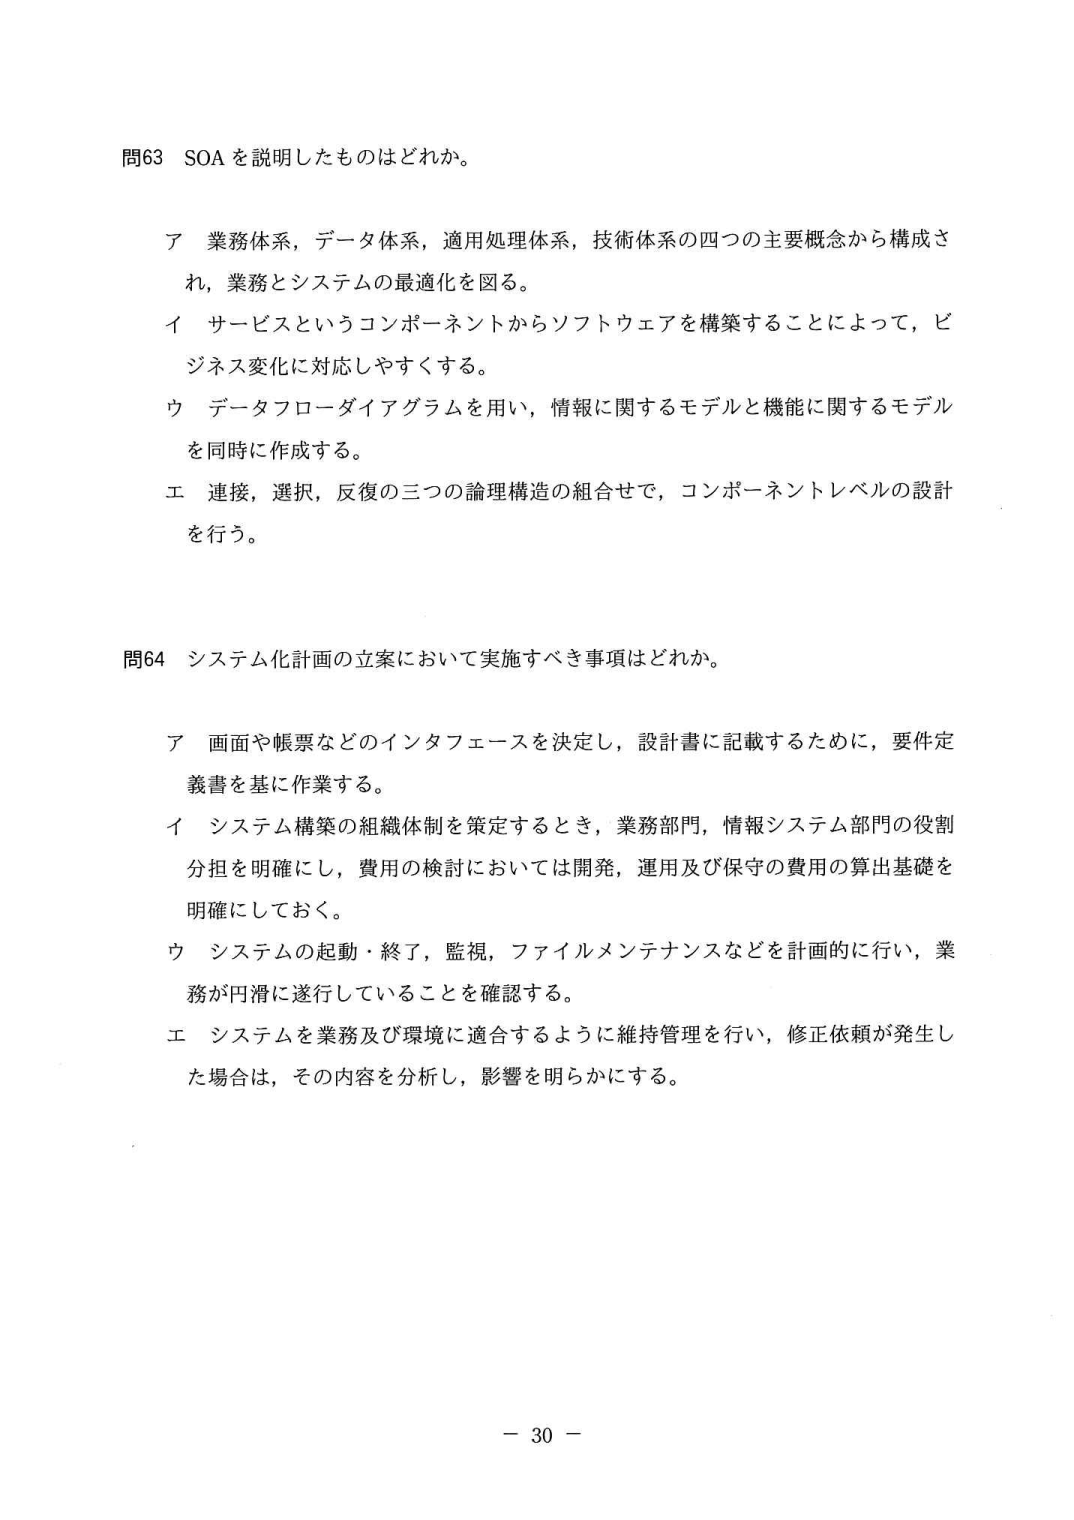 問63　SOA を説明したものはどれか。
ア　業務体系，データ体系，適用処理体系，技術体系の四つの主要概念から構成さ
れ，業務とシステムの最適化を図る。
イ　サービスというコンポーネントからソフトウェアを構築することによって，ビ
ジネス変化に対応しやすくする。
ウ　データフローダイアグラムを用い，情報に関するモデルと機能に関するモデル
を同時に作成する。
エ　連接，選択，反復の三つの論理構造の組合せで，コンポーネントレベルの設計
を行う。
問64　システム化計画の立案において実施すべき事項はどれか。
ア　画面や帳票などのインタフェースを決定し，設計書に記載するために，要件定
義書を基に作業する。
イ　システム構築の組織体制を策定するとき，業務部門，情報システム部門の役割
分担を明確にし，費用の検討においては開発，運用及び保守の費用の算出基礎を
明確にしておく。
ウ　システムの起動・終了，監視，ファイルメンテナンスなどを計画的に行い，業
務が円滑に遂行していることを確認する。
エ　システムを業務及び環境に適合するように維持管理を行い，修正依頼が発生し
た場合は，その内容を分析し，影響を明らかにする。
－ 30 －